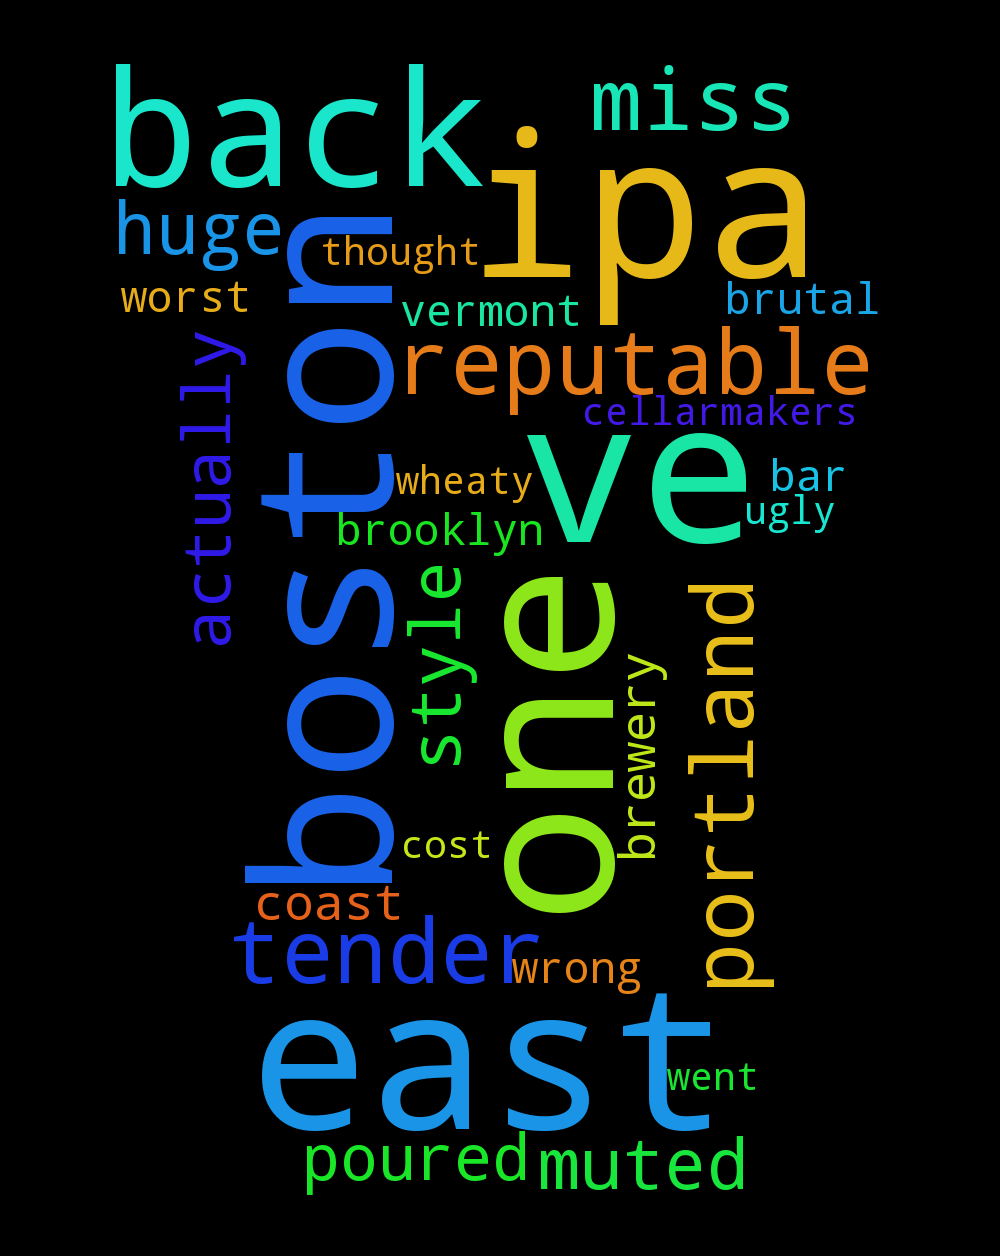 back
miss
ipa
huge
boston
thought
worst
vermont
brutal
reputable
actually
cellarmakers
ve
wheaty
bar
ugly
brooklyn
style
one
portland
brewery
cost
coast
tender
wrong
east
went
poured
muted